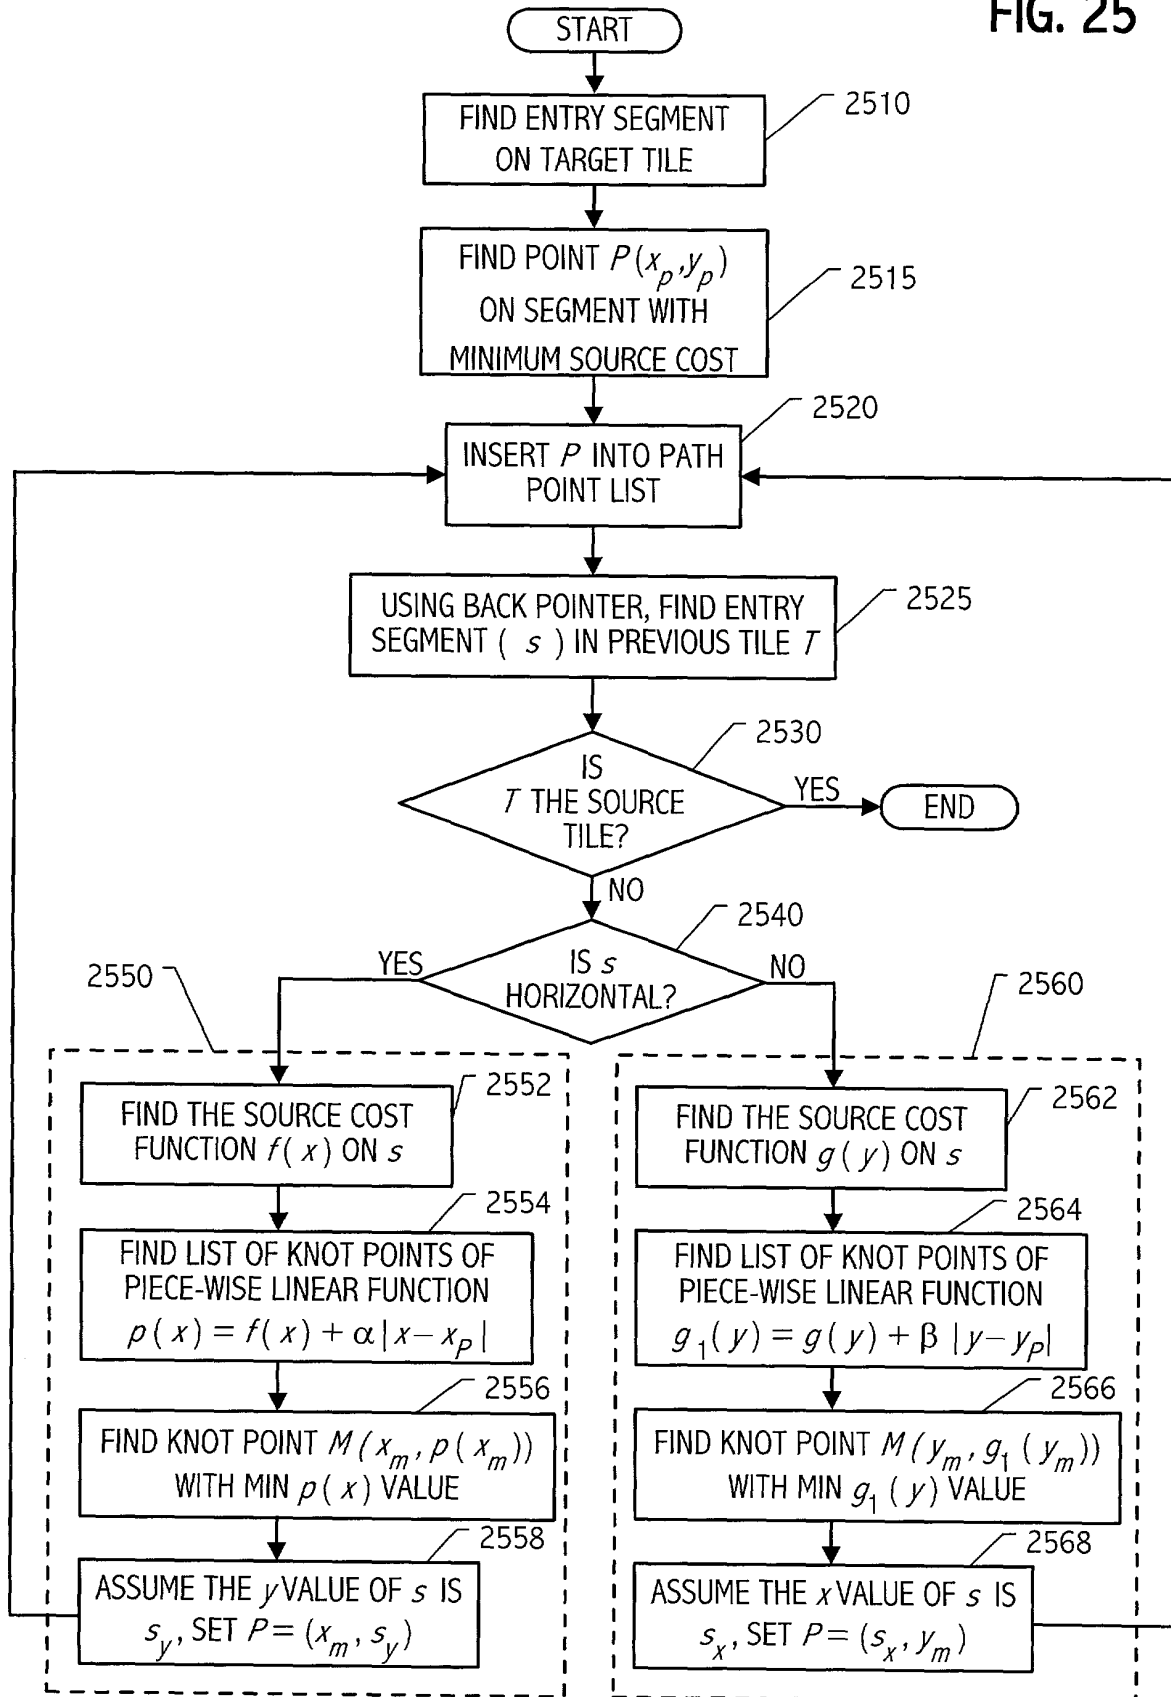 FIG. 25
START
FIND ENTRY SEGMENT
ON TARGET TILE
2510
FIND POINT P(x_p,y_p)
ON SEGMENT WITH
MINIMUM SOURCE COST
2515
INSERT P INTO PATH
POINT LIST
2520
USING BACK POINTER, FIND ENTRY
SEGMENT ( s ) IN PREVIOUS TILE T
2525
IS
T THE SOURCE
TILE?
2530
YES
END
NO
IS s
HORIZONTAL?
2540
YES
NO
2550
2560
FIND THE SOURCE COST
FUNCTION f(x) ON s
2552
FIND LIST OF KNOT POINTS OF
PIECE-WISE LINEAR FUNCTION
p(x) = f(x) + α|x–x_P|
2554
FIND KNOT POINT M(x_m, p(x_m))
WITH MIN p(x) VALUE
2556
ASSUME THE y VALUE OF s IS
s_y, SET P = (x_m, s_y)
2558
FIND THE SOURCE COST
FUNCTION g(y) ON s
2562
FIND LIST OF KNOT POINTS OF
PIECE-WISE LINEAR FUNCTION
g_1(y) = g(y) + β |y–y_P|
2564
FIND KNOT POINT M(y_m, g_1(y_m))
WITH MIN g_1(y) VALUE
2566
ASSUME THE x VALUE OF s IS
s_x, SET P = (s_x, y_m)
2568